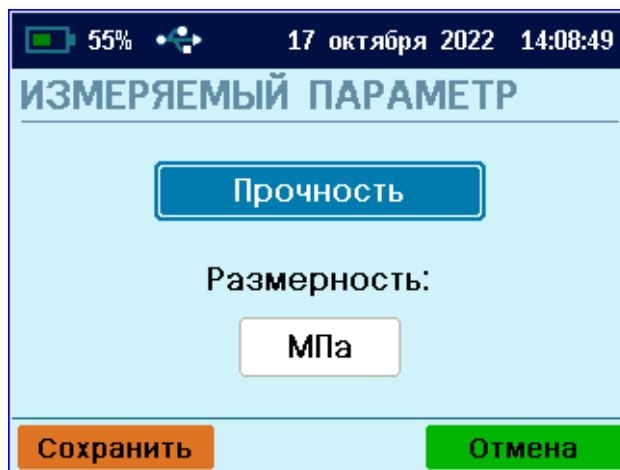 55% 17 октября 2022 14:08:49
ИЗМЕРЯЕМЫЙ ПАРАМЕТР
Прочность
Размерность:
МПа
Сохранить Отмена